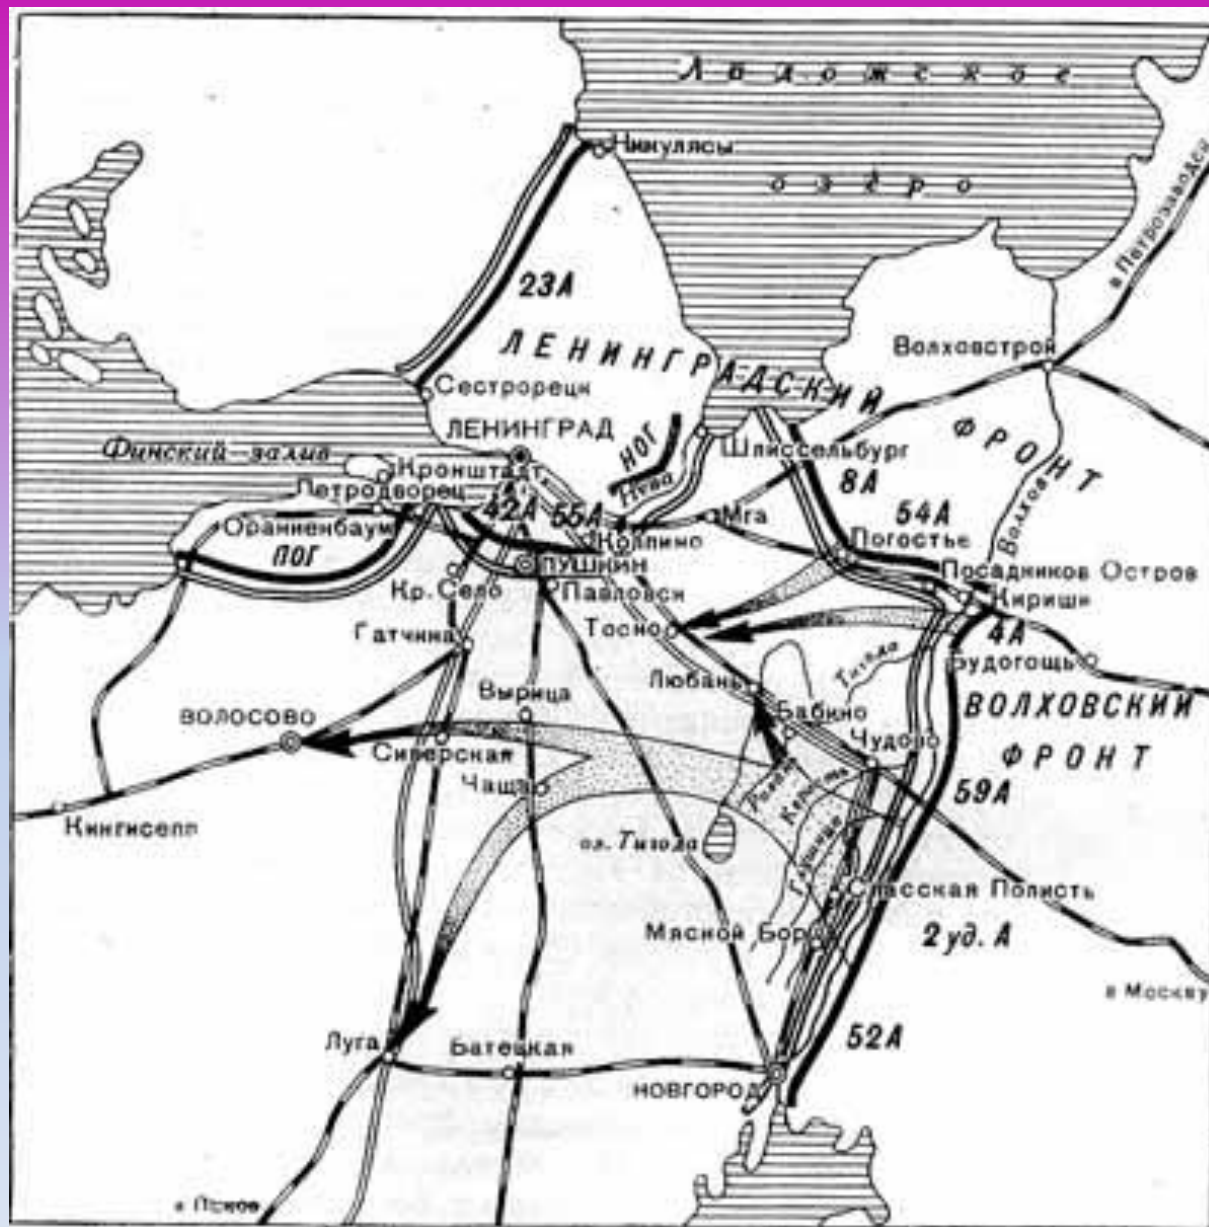 Ладожское
озеро
Никулясы
в Петрозаводск
23А
ЛЕНИНГРАДСКИЙ
ФРОНТ
Волховстрой
Сестрорецк
ЛЕНИНГРАД
НОГ
Шлиссельбург
Финский залив
Кронштадт
Нева
8А
Петродворец
42А
55А
Мга
54А
Волхов
Ораниенбаум
Колпино
Погостье
ПОГ
ПУШКИН
Посадников Остров
Кр. Село
Павловск
Кириши
Гатчина
Тосно
4А
Будогощь
Тигода
Любань
Вырица
ВОЛОСОВО
Бабино
ВОЛХОВСКИЙ
ФРОНТ
Сиверская
Чудово
Чаща
59А
Кересть
Кингисепп
оз. Тигода
Спасская Полисть
Мясной Бор
2 уд. А
в Москву
52А
Луга
Батецкая
НОВГОРОД
в Псков